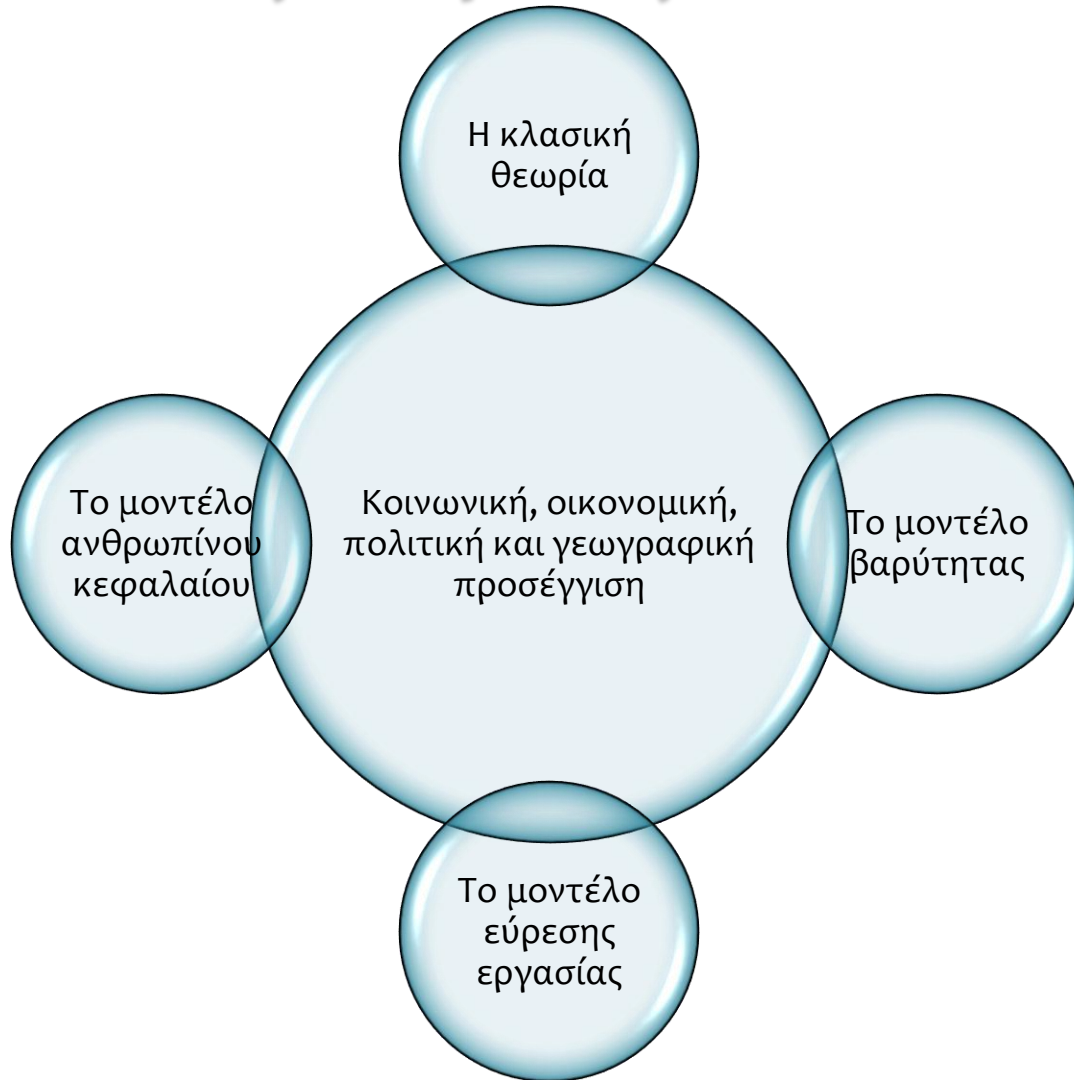 Η κλασική
θεωρία
Το μοντέλο
ανθρωπίνου
κεφαλαίου
Κοινωνική, οικονομική,
πολιτική και γεωγραφική
προσέγγιση
Το μοντέλο
βαρύτητας
Το μοντέλο
εύρεσης
εργασίας